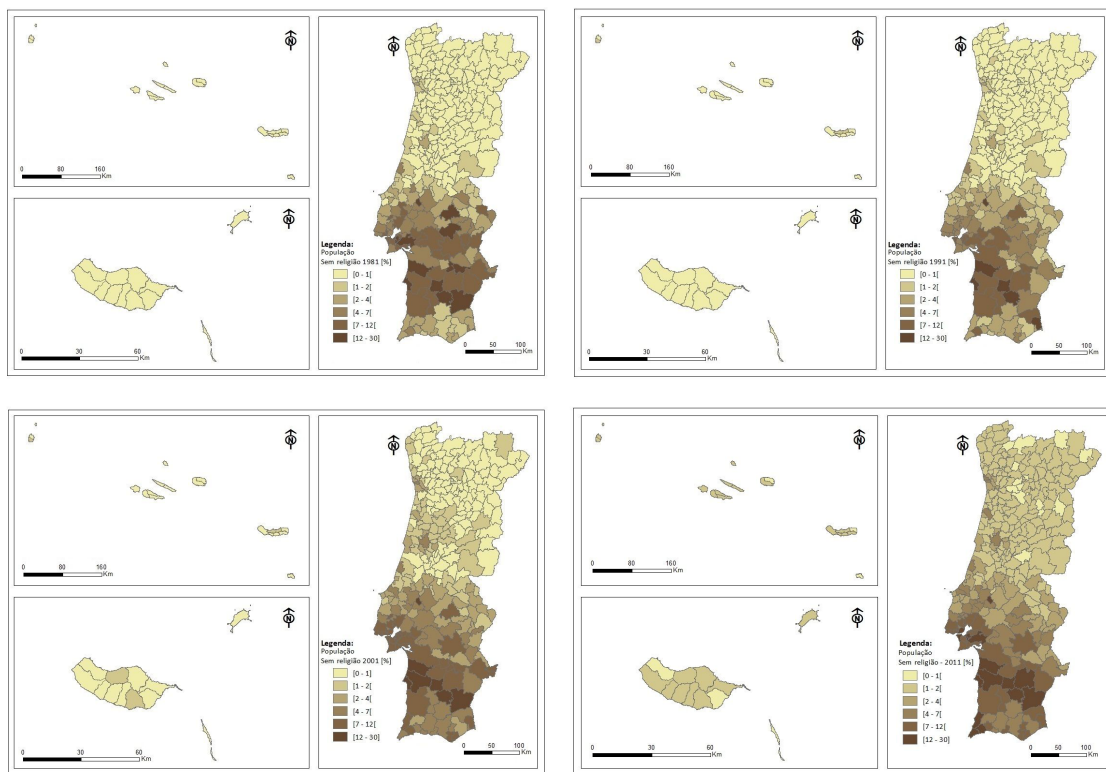 N
0 80 160
Km
N
0 30 60
Km
N
Legenda:
População
Sem religião 1981 [%]
[0 - 1[
[1 - 2[
[2 - 4[
[4 - 7[
[7 - 12[
[12 - 30]
0 50 100
Km
N
0 80 160
Km
N
0 30 60
Km
N
Legenda:
População
Sem religião 1991 [%]
[0 - 1[
[1 - 2[
[2 - 4[
[4 - 7[
[7 - 12[
[12 - 30]
0 50 100
Km
N
0 80 160
Km
N
0 30 60
Km
N
Legenda:
População
Sem religião 2001 [%]
[0 - 1[
[1 - 2[
[2 - 4[
[4 - 7[
[7 - 12[
[12 - 30]
0 50 100
Km
N
0 80 160
Km
N
0 30 60
Km
N
Legenda:
População
Sem religião - 2011 [%]
[0 - 1[
[1 - 2[
[2 - 4[
[4 - 7[
[7 - 12[
[12 - 30]
0 50 100
Km